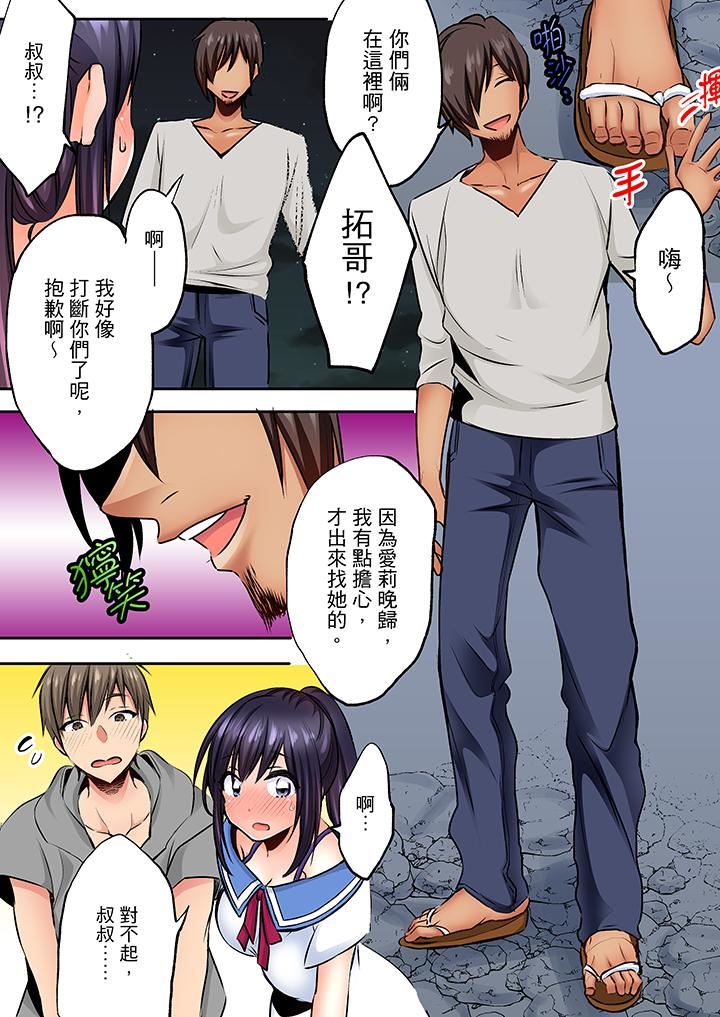 啪沙…
揮
手
嗨～
你們倆
在這裡啊？
拓哥!?
叔叔…!?
啊──
我好像
打斷你們了呢，
抱歉啊～
獰笑
因為愛莉晚歸，
我有點擔心，
才出來找她的。
啊…
對不起，
叔叔……